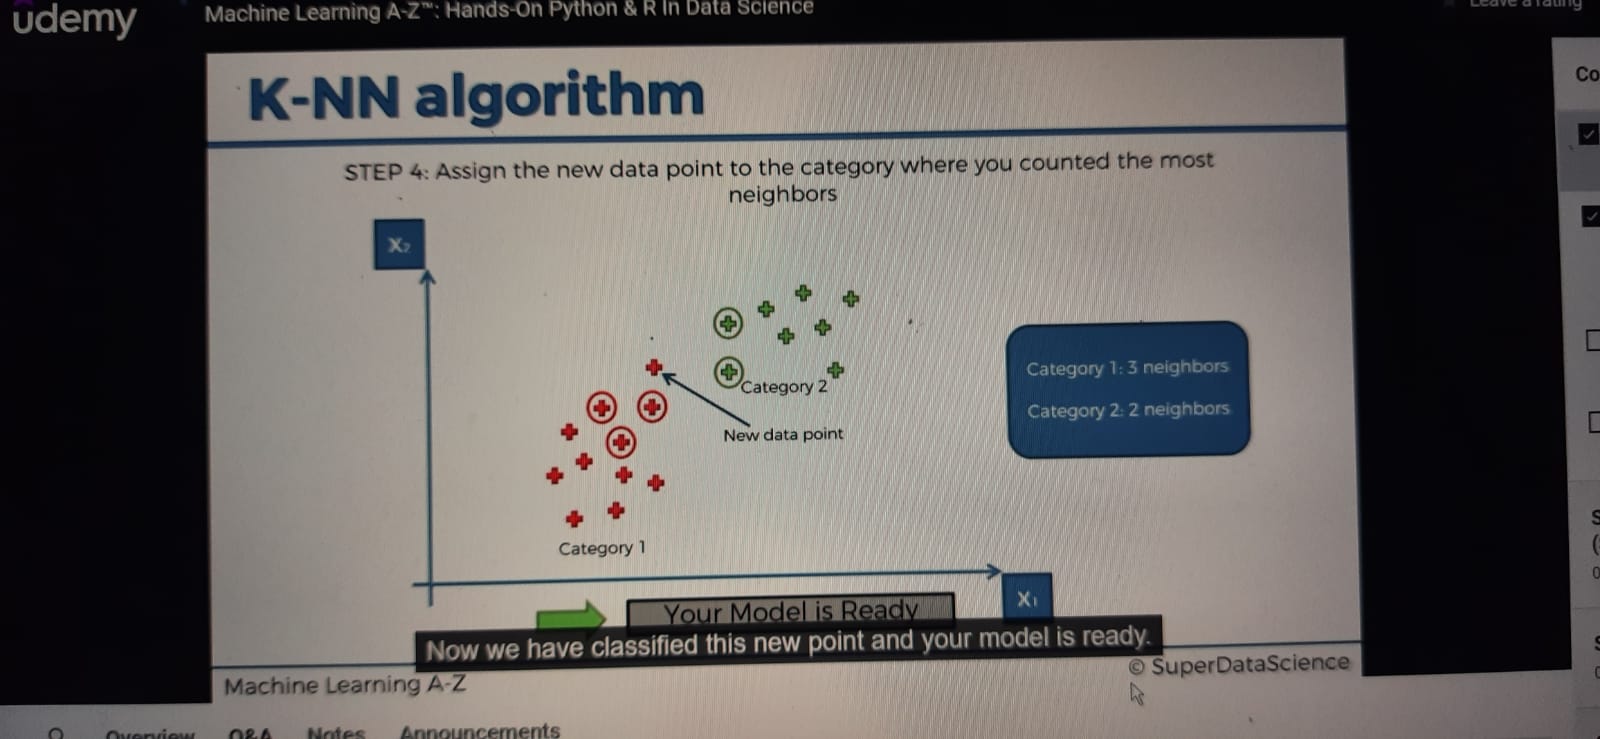 udemy
Machine Learning A-Z™: Hands-On Python & R In Data Science
Leave a rating
K-NN algorithm
Co
STEP 4: Assign the new data point to the category where you counted the most
neighbors
X₂
Category 1: 3 neighbors
Category 2
Category 2: 2 neighbors
New data point
Category 1
X₁
Your Model is Ready
Now we have classified this new point and your model is ready.
© SuperDataScience
Machine Learning A-Z
Overview Q&A Notes Announcements